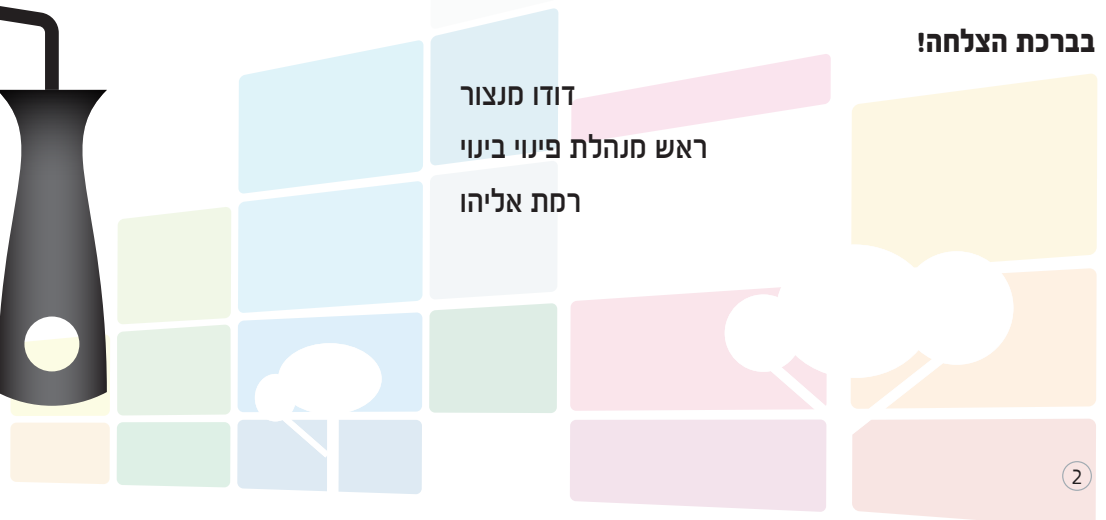 בברכת הצלחה!
דודו מנצור
ראש מנהלת פינוי בינוי
רמת אליהו
2